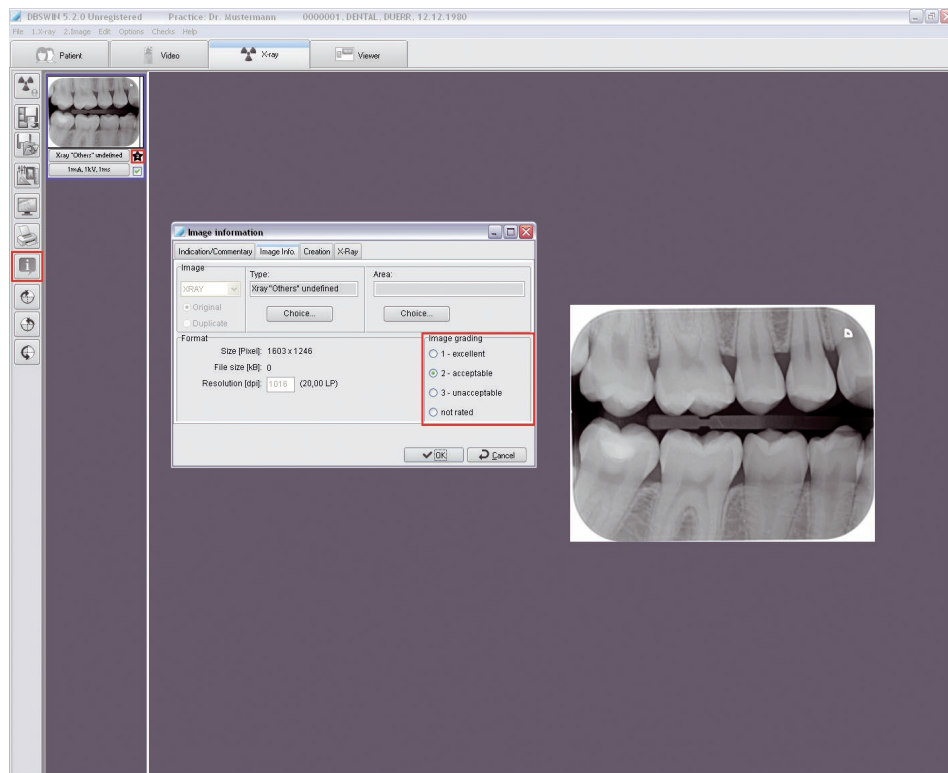 DBSWIN 5.2.0 Unregistered Practice: Dr. Mustermann 0000001, DENTAL, DUERR, 12.12.1980
File 1.X-ray 2.Image Edit Options Checks Help
Patient Video X-ray Viewer
Xray "Others" undefined
1mA, 1kV, 1ms
Image information
Indication/Commentary Image Info. Creation X-Ray
Image Type: Area:
XRAY Xray "Others" undefined
Original
Choice... Choice...
Duplicate
Format Image grading
Size [Pixel]: 1603 x 1246
1 - excellent
File size [kB]: 0
2 - acceptable
Resolution [dpi]: 1016 (20,00 LP)
3 - unacceptable
not rated
OK Cancel